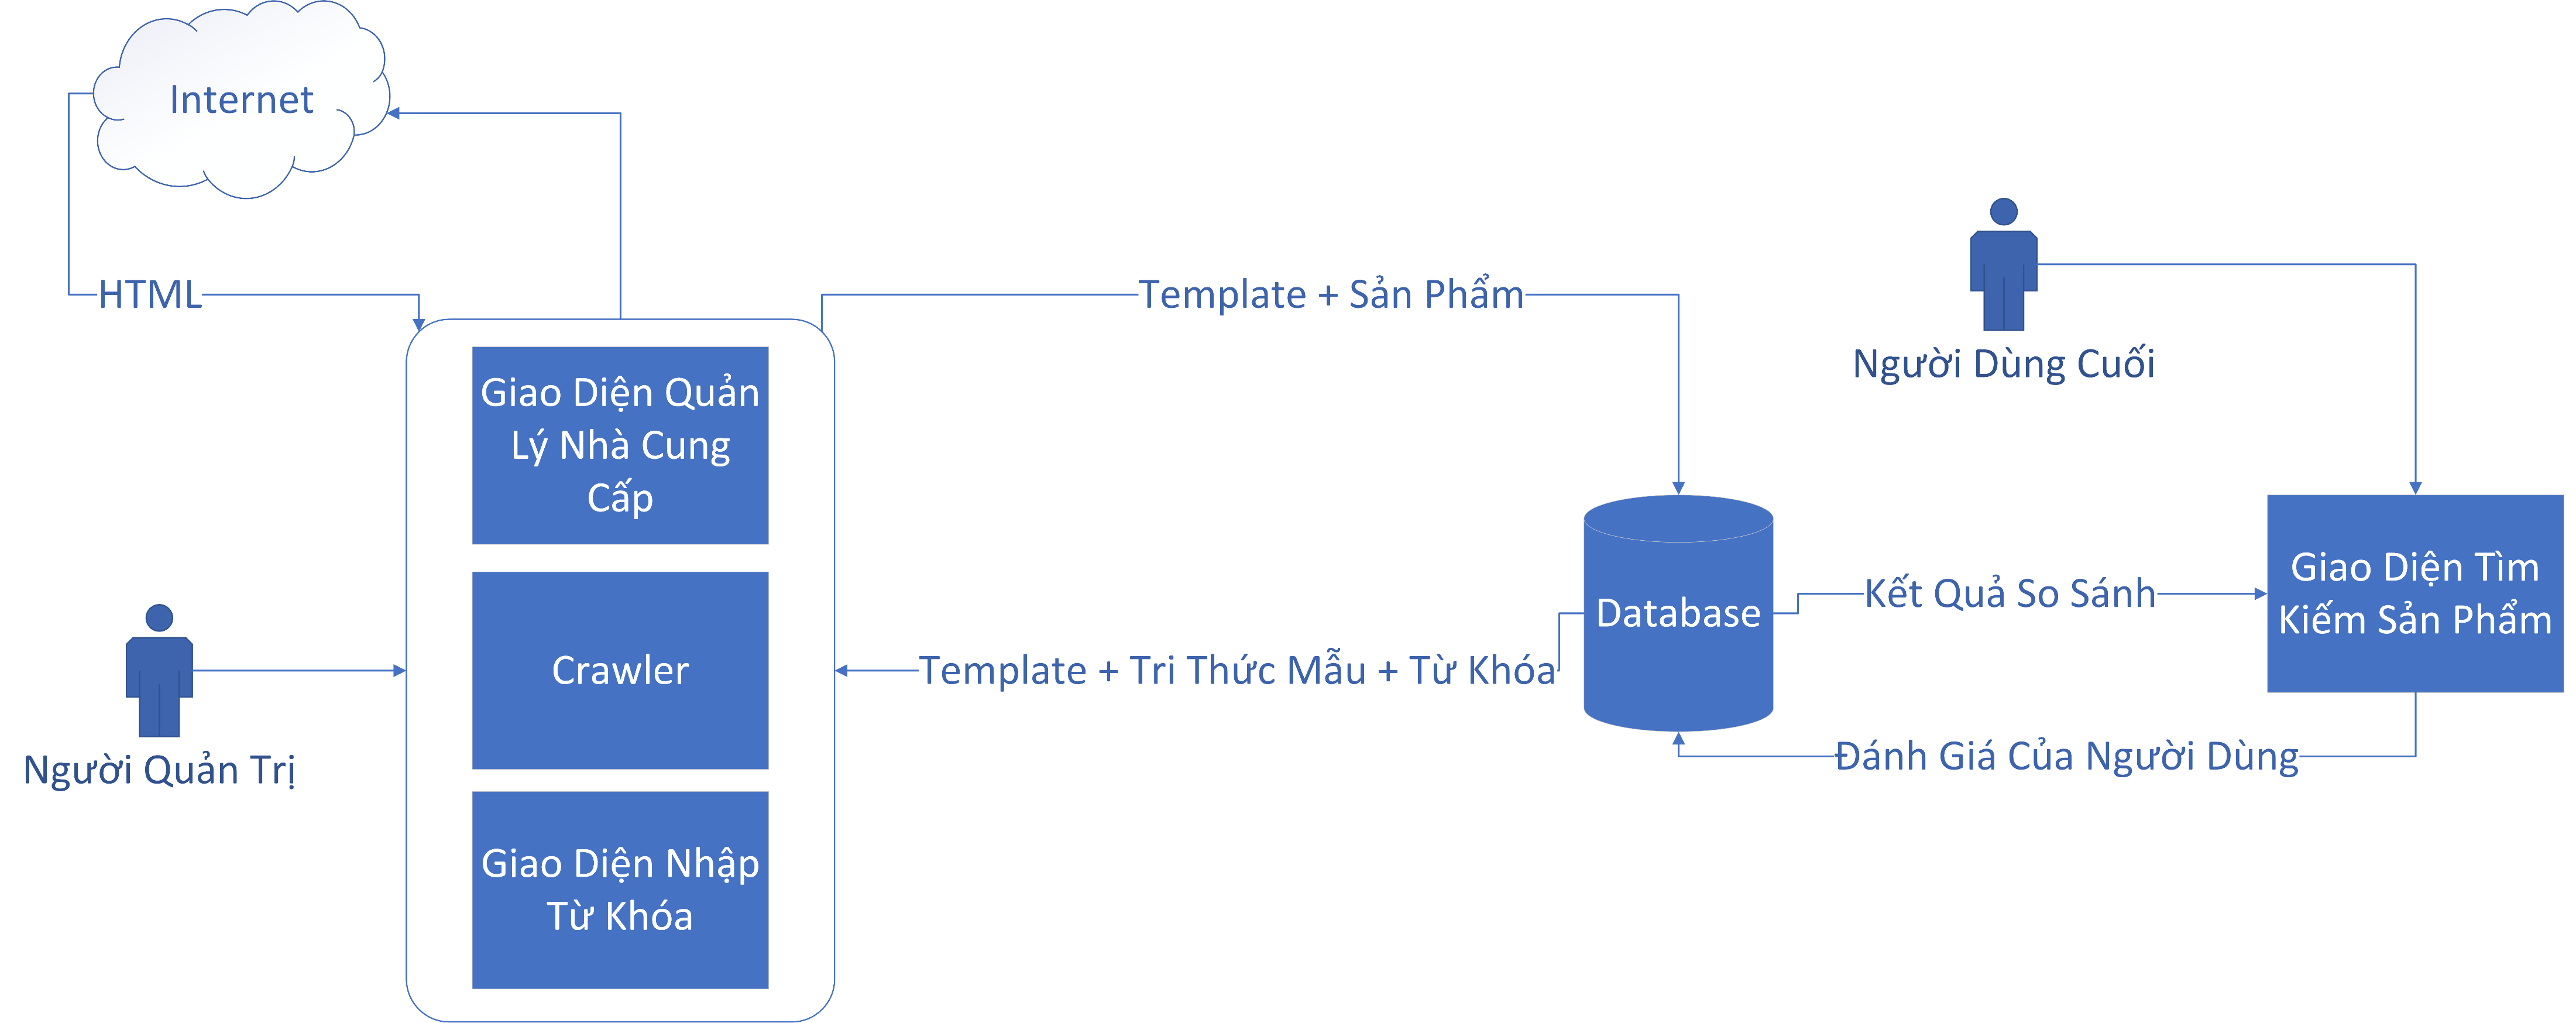 Internet
HTML
Template + Sản Phẩm
Người Dùng Cuối
Giao Diện Quản
Lý Nhà Cung
Cấp
Crawler
Giao Diện Nhập
Từ Khóa
Người Quản Trị
Template + Tri Thức Mẫu + Từ Khóa
Database
Kết Quả So Sánh
Giao Diện Tìm
Kiếm Sản Phẩm
Đánh Giá Của Người Dùng